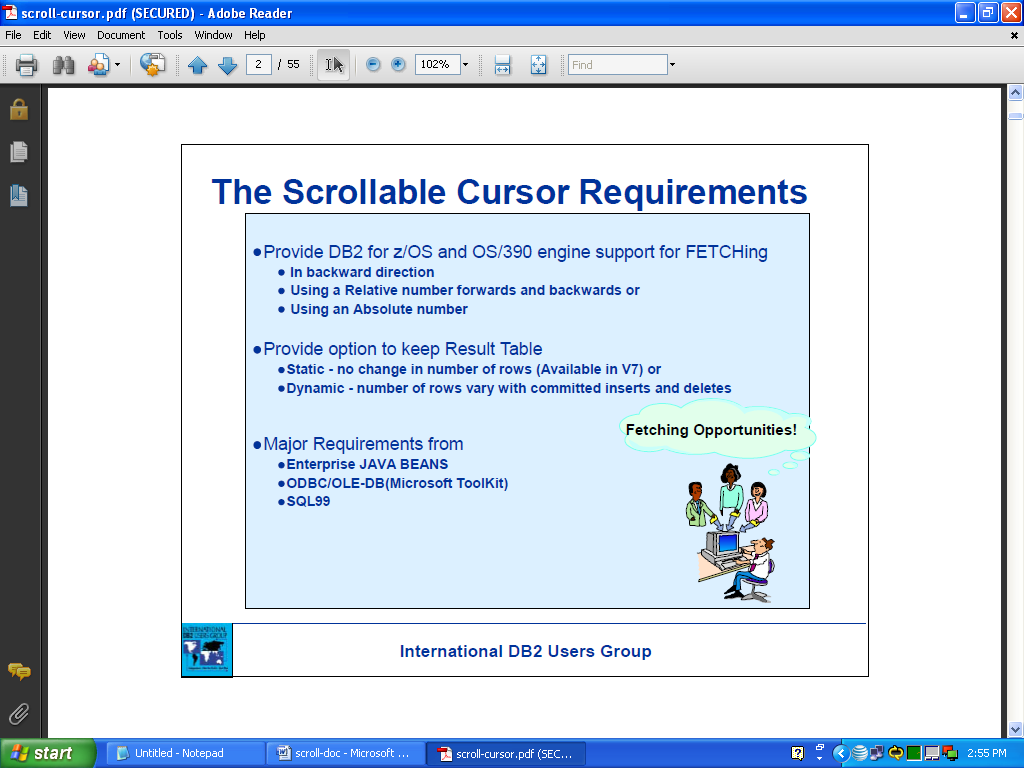 scroll-cursor.pdf (SECURED) - Adobe Reader
File Edit View Document Tools Window Help
2 / 55 102% Find
The Scrollable Cursor Requirements
●Provide DB2 for z/OS and OS/390 engine support for FETCHing
● In backward direction
● Using a Relative number forwards and backwards or
● Using an Absolute number
●Provide option to keep Result Table
●Static - no change in number of rows (Available in V7) or
●Dynamic - number of rows vary with committed inserts and deletes
Fetching Opportunities!
●Major Requirements from
●Enterprise JAVA BEANS
●ODBC/OLE-DB(Microsoft ToolKit)
●SQL99
INTERNATIONAL
DB2 USERS GROUP
International DB2 Users Group
start Untitled - Notepad scroll-doc - Microsoft ... scroll-cursor.pdf (SEC... 2:55 PM